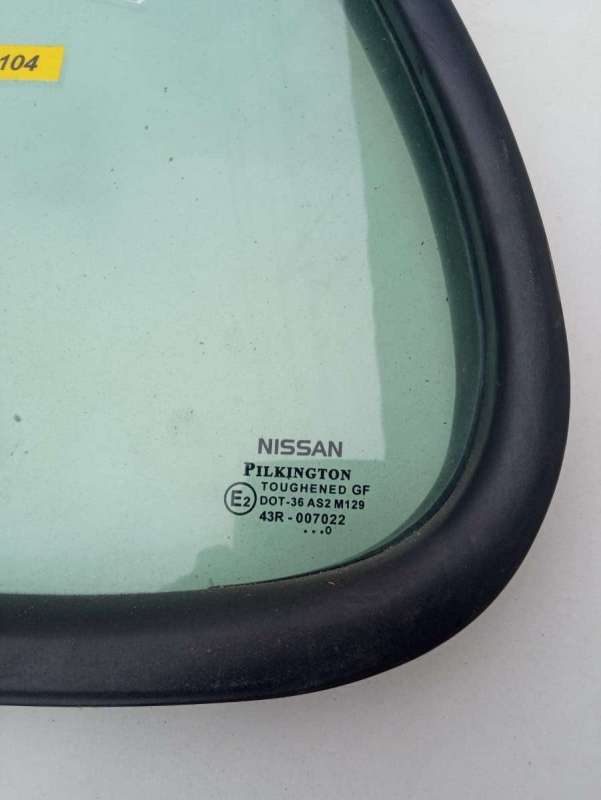 104
NISSAN
PILKINGTON
TOUGHENED GF
E2
DOT-36 AS2 M129
43R - 007022
...0